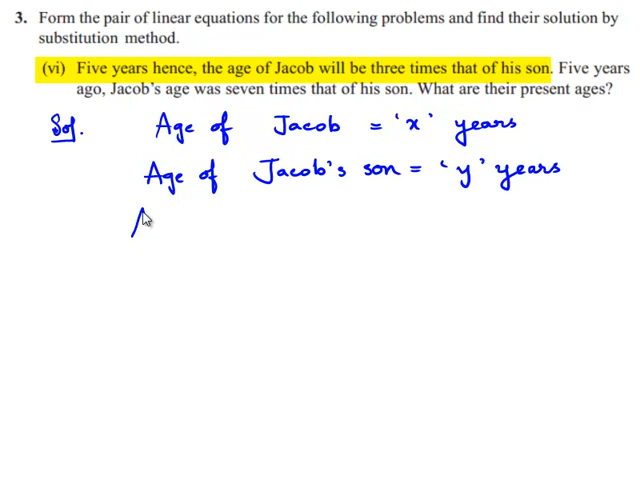 3. Form the pair of linear equations for the following problems and find their solution by
substitution method.
(vi) Five years hence, the age of Jacob will be three times that of his son. Five years
ago, Jacob's age was seven times that of his son. What are their present ages?
Sol. Age of Jacob = 'x' years
Age of Jacob's son = 'y' years